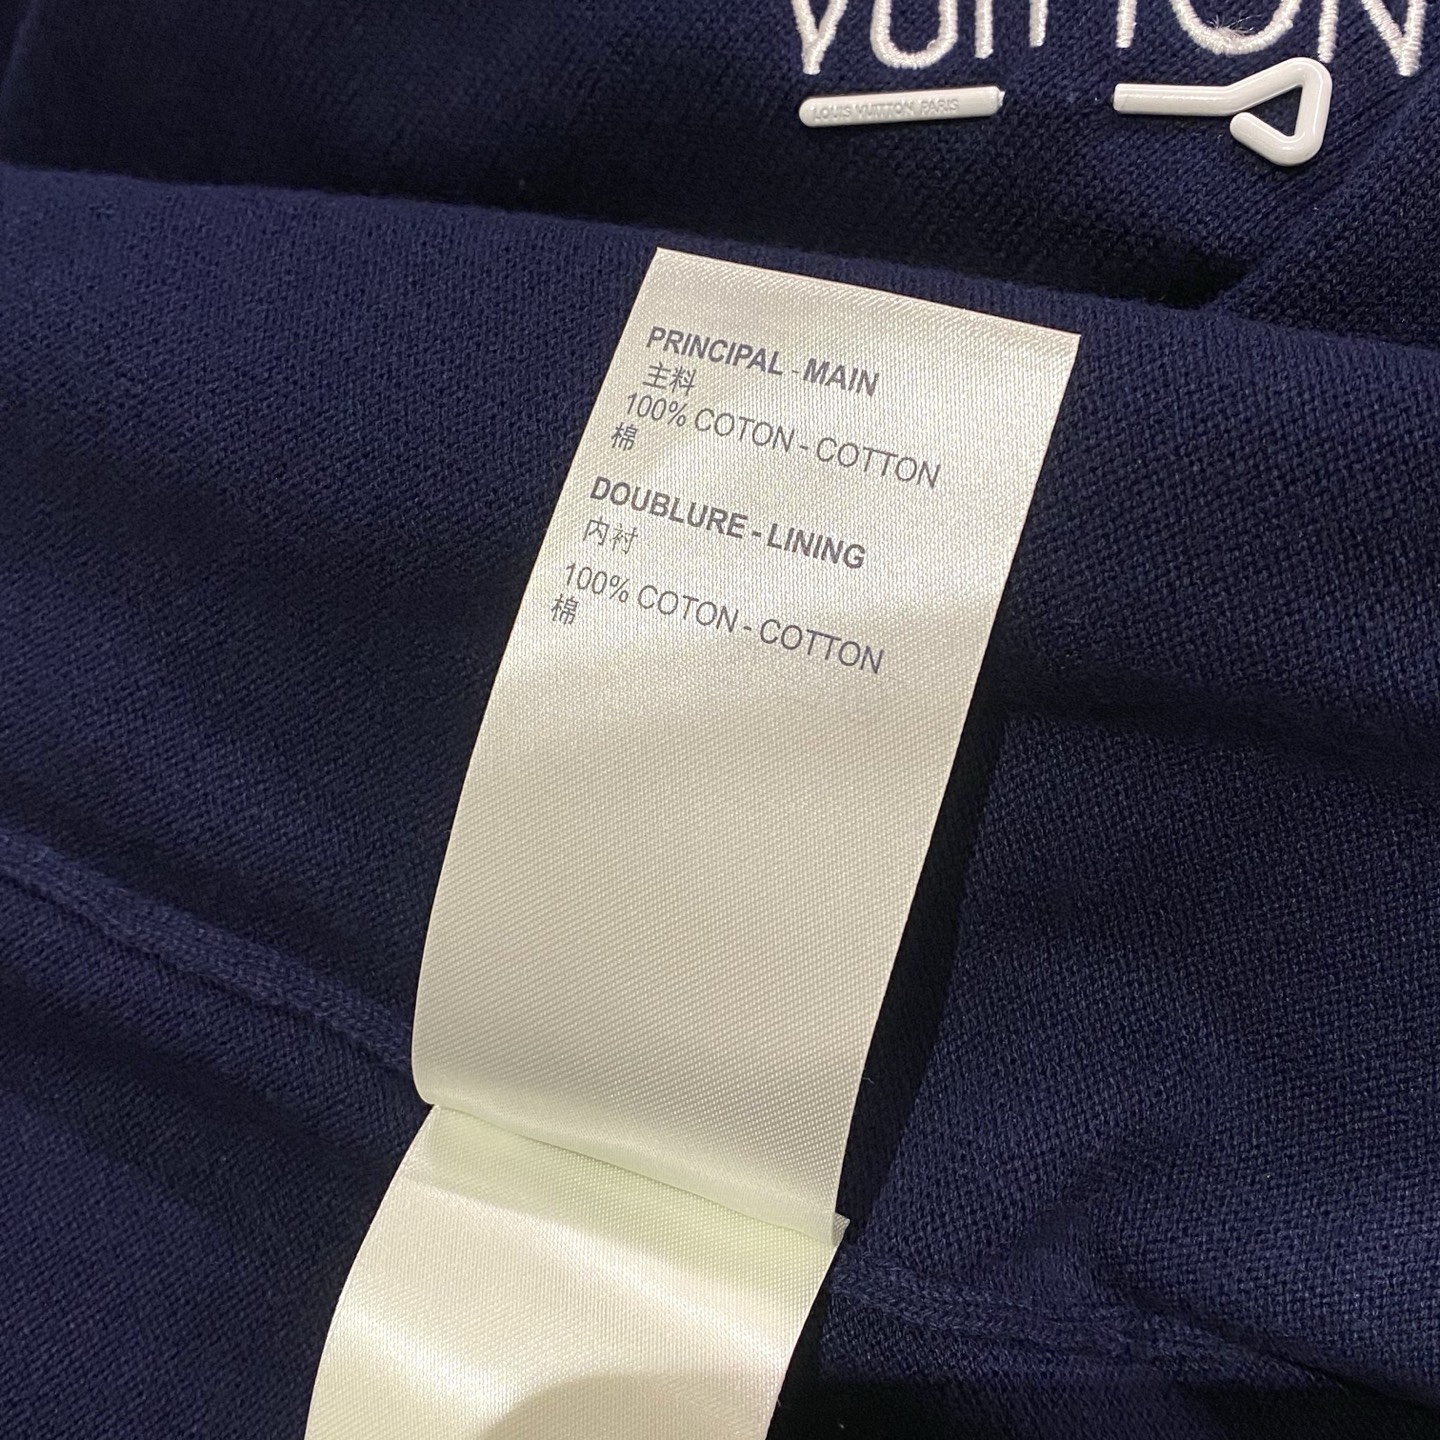 VUITTON
LOUIS VUITTON PARIS
PRINCIPAL - MAIN
主料
100% COTON - COTTON
棉
DOUBLURE - LINING
内衬
100% COTON - COTTON
棉